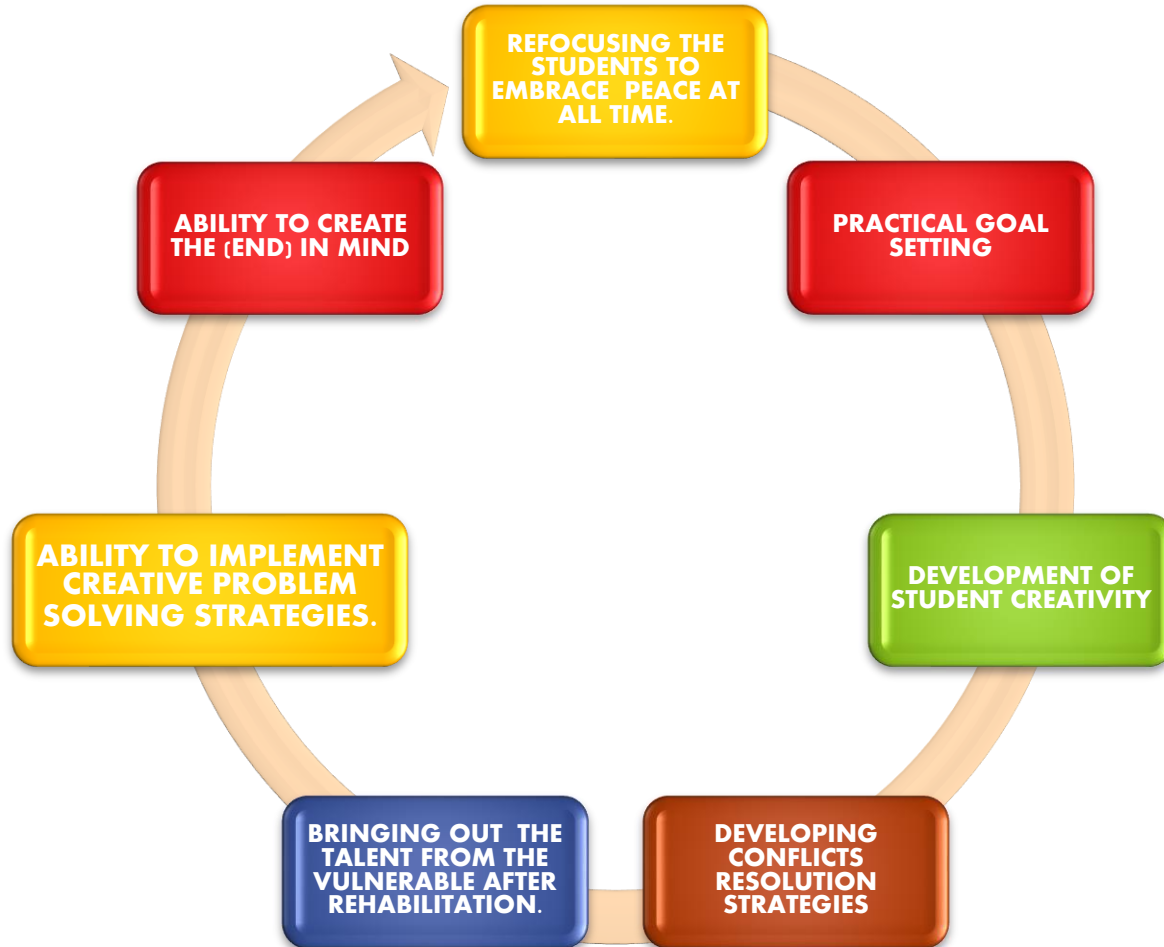 REFOCUSING THE
STUDENTS TO
EMBRACE PEACE AT
ALL TIME.
PRACTICAL GOAL
SETTING
DEVELOPMENT OF
STUDENT CREATIVITY
DEVELOPING
CONFLICTS
RESOLUTION
STRATEGIES
BRINGING OUT THE
TALENT FROM THE
VULNERABLE AFTER
REHABILITATION.
ABILITY TO IMPLEMENT
CREATIVE PROBLEM
SOLVING STRATEGIES.
ABILITY TO CREATE
THE (END) IN MIND